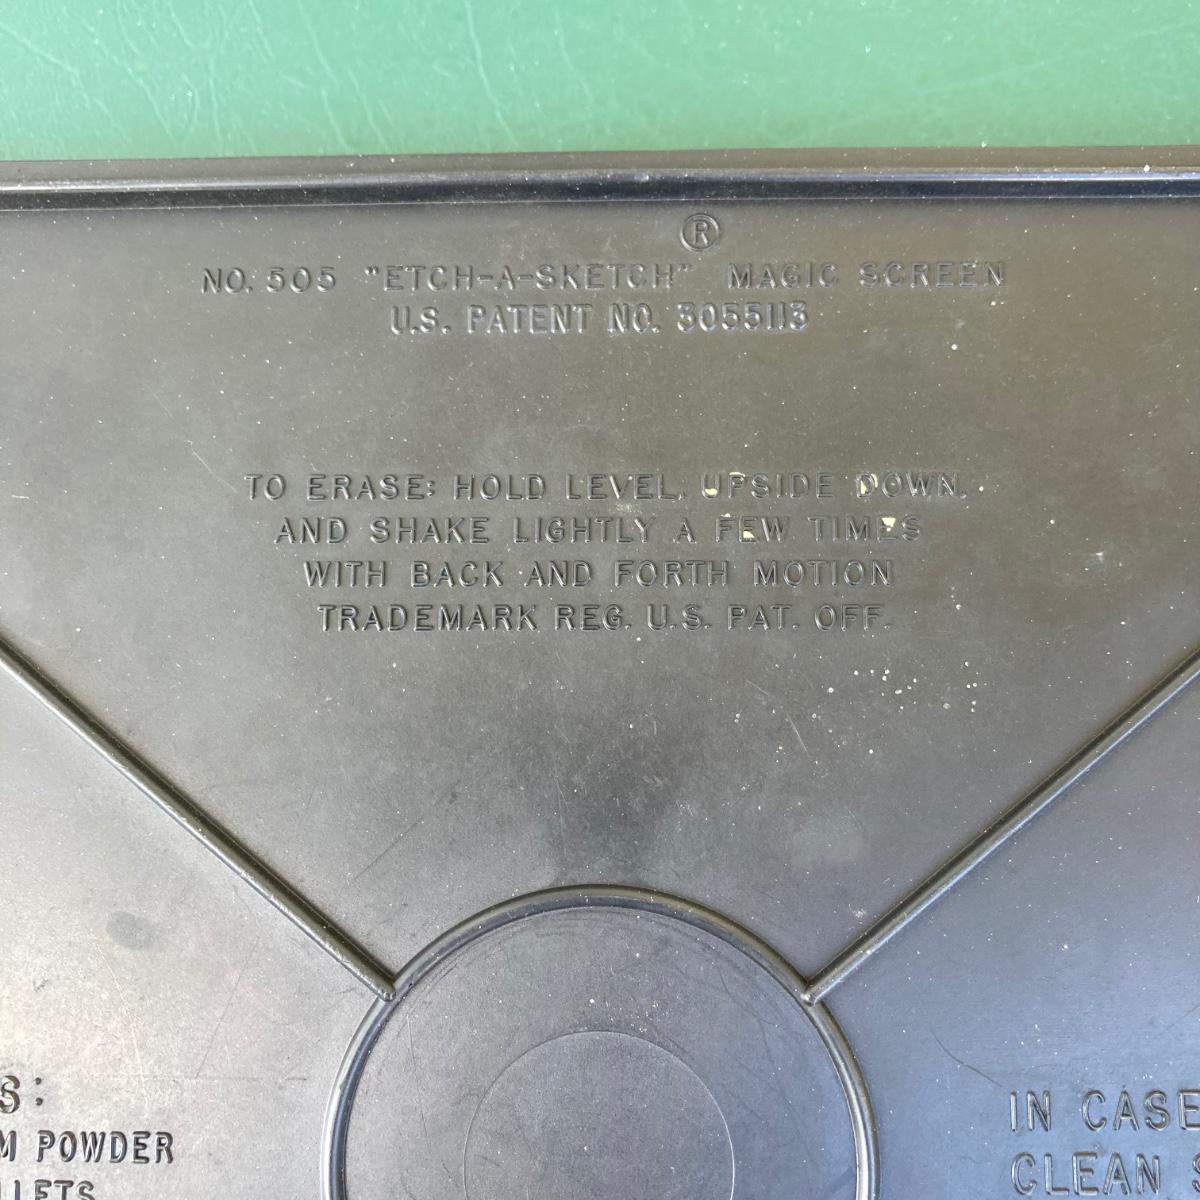 ®
NO. 505 "ETCH-A-SKETCH" MAGIC SCREEN
U.S. PATENT NO. 3055113
TO ERASE: HOLD LEVEL, UPSIDE DOWN,
AND SHAKE LIGHTLY A FEW TIMES
WITH BACK AND FORTH MOTION
TRADEMARK REG. U.S. PAT. OFF.
S:
M POWDER
LLETS
IN CASE
CLEAN S